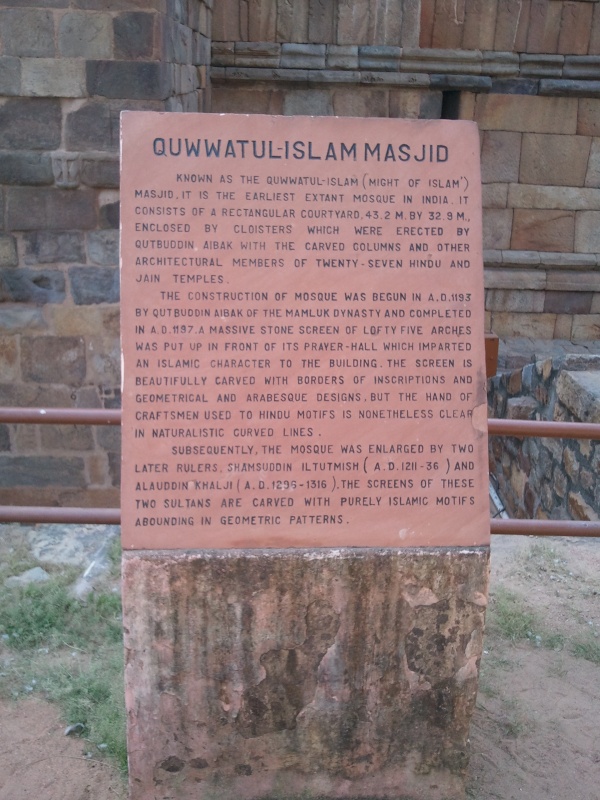 QUWWATUL-ISLAM MASJID
KNOWN AS THE QUWWATUL-ISLAM (MIGHT OF ISLAM')
MASJID, IT IS THE EARLIEST EXTANT MOSQUE IN INDIA. IT
CONSISTS OF A RECTANGULAR COURTYARD, 43.2 M. BY 32.9 M.,
ENCLOSED BY CLOISTERS WHICH WERE ERECTED BY
QUTBUDDIN AIBAK WITH THE CARVED COLUMNS AND OTHER
ARCHITECTURAL MEMBERS OF TWENTY-SEVEN HINDU AND
JAIN TEMPLES.
THE CONSTRUCTION OF MOSQUE WAS BEGUN IN A.D.1193
BY QUTBUDDIN AIBAK OF THE MAMLUK DYNASTY AND COMPLETED
IN A.D.1197. A MASSIVE STONE SCREEN OF LOFTY FIVE ARCHES
WAS PUT UP IN FRONT OF ITS PRAYER-HALL WHICH IMPARTED
AN ISLAMIC CHARACTER TO THE BUILDING. THE SCREEN IS
BEAUTIFULLY CARVED WITH BORDERS OF INSCRIPTIONS AND
GEOMETRICAL AND ARABESQUE DESIGNS, BUT THE HAND OF
CRAFTSMEN USED TO HINDU MOTIFS IS NONETHELESS CLEAR
IN NATURALISTIC CURVED LINES.
SUBSEQUENTLY, THE MOSQUE WAS ENLARGED BY TWO
LATER RULERS, SHAMSUDDIN ILTUTMISH (A.D.1211-36) AND
ALAUDDIN KHALJI (A.D.1296-1316). THE SCREENS OF THESE
TWO SULTANS ARE CARVED WITH PURELY ISLAMIC MOTIFS
ABOUNDING IN GEOMETRIC PATTERNS.